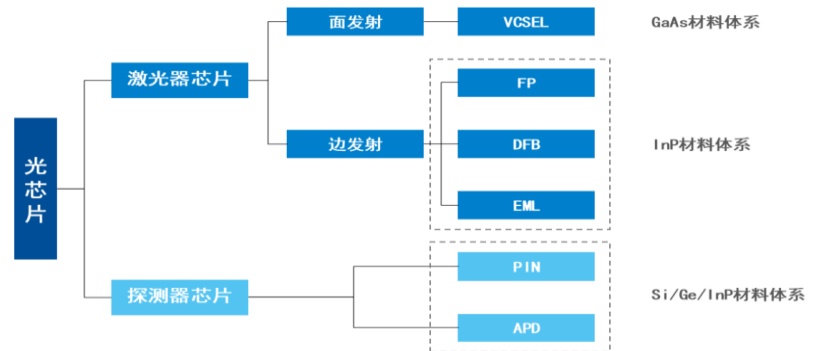 面发射
VCSEL
GaAs材料体系
激光器芯片
FP
边发射
DFB
InP材料体系
光芯片
EML
PIN
探测器芯片
Si/Ge/InP材料体系
APD